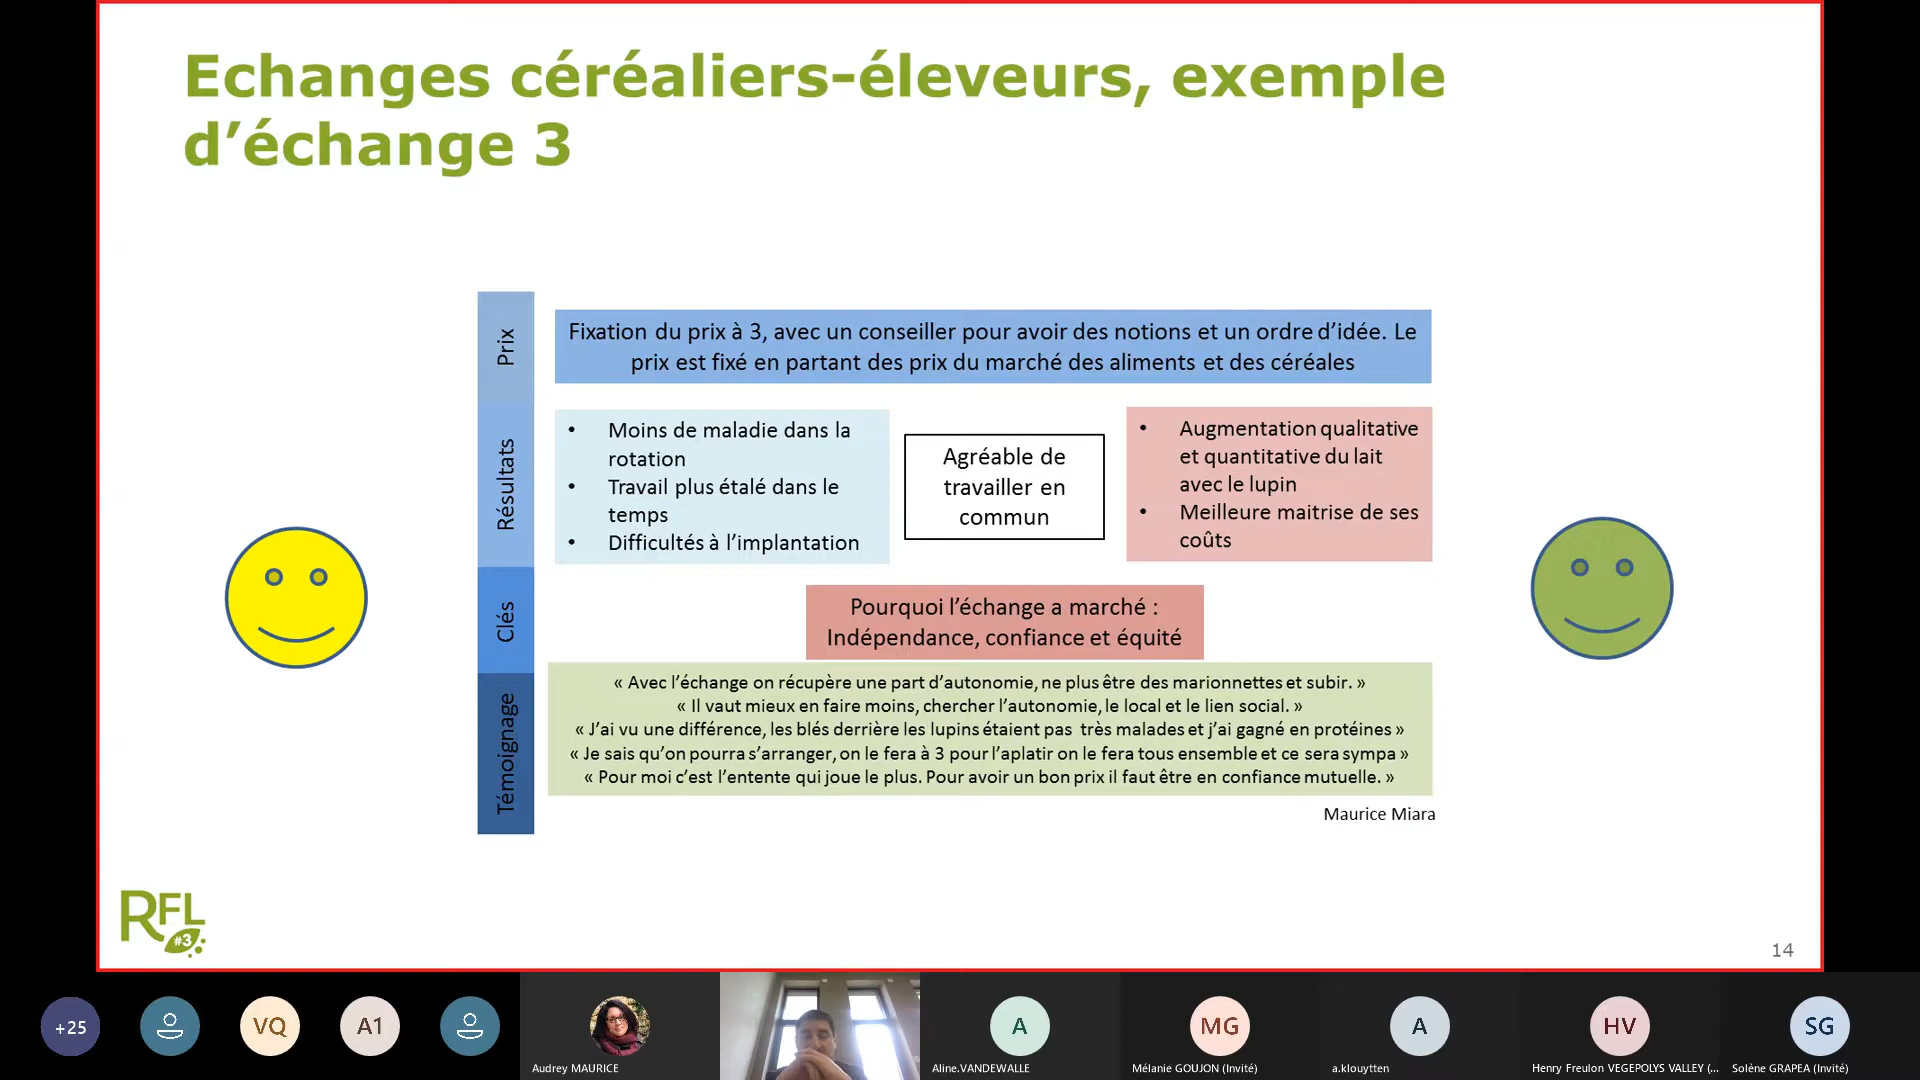 Echanges céréaliers-éleveurs, exemple
d’échange 3
Prix
Fixation du prix à 3, avec un conseiller pour avoir des notions et un ordre d’idée. Le
prix est fixé en partant des prix du marché des aliments et des céréales
Résultats
• Moins de maladie dans la
rotation
• Travail plus étalé dans le
temps
• Difficultés à l’implantation
Agréable de
travailler en
commun
• Augmentation qualitative
et quantitative du lait
avec le lupin
• Meilleure maitrise de ses
coûts
Clés
Pourquoi l’échange a marché :
Indépendance, confiance et équité
Témoignage
« Avec l’échange on récupère une part d’autonomie, ne plus être des marionnettes et subir. »
« Il vaut mieux en faire moins, chercher l’autonomie, le local et le lien social. »
« J’ai vu une différence, les blés derrière les lupins étaient pas très malades et j’ai gagné en protéines »
« Je sais qu’on pourra s’arranger, on le fera à 3 pour l’aplatir on le fera tous ensemble et ce sera sympa »
« Pour moi c’est l’entente qui joue le plus. Pour avoir un bon prix il faut être en confiance mutuelle. »
Maurice Miara
RFL
#3
14
+25
VQ
A1
A
MG
A
HV
SG
Audrey MAURICE
Aline.VANDEWALLE
Mélanie GOUJON (Invité)
a.klouytten
Henry Freulon VEGEPOLYS VALLEY (...
Solène GRAPEA (Invité)